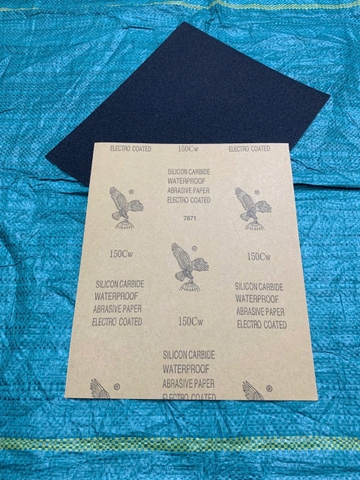 ELECTRO COATED
150Cw
ELECTRO COATED
SILICON CARBIDE
WATERPROOF
ABRASIVE PAPER
ELECTRO COATED
7871
®
®
®
150Cw
150Cw
SILICON CARBIDE
WATERPROOF
ABRASIVE PAPER
ELECTRO COATED
SILICON CARBIDE
WATERPROOF
ABRASIVE PAPER
ELECTRO COATED
150Cw
SILICON CARBIDE
WATERPROOF
ABRASIVE PAPER
ELECTRO COATED
®
®